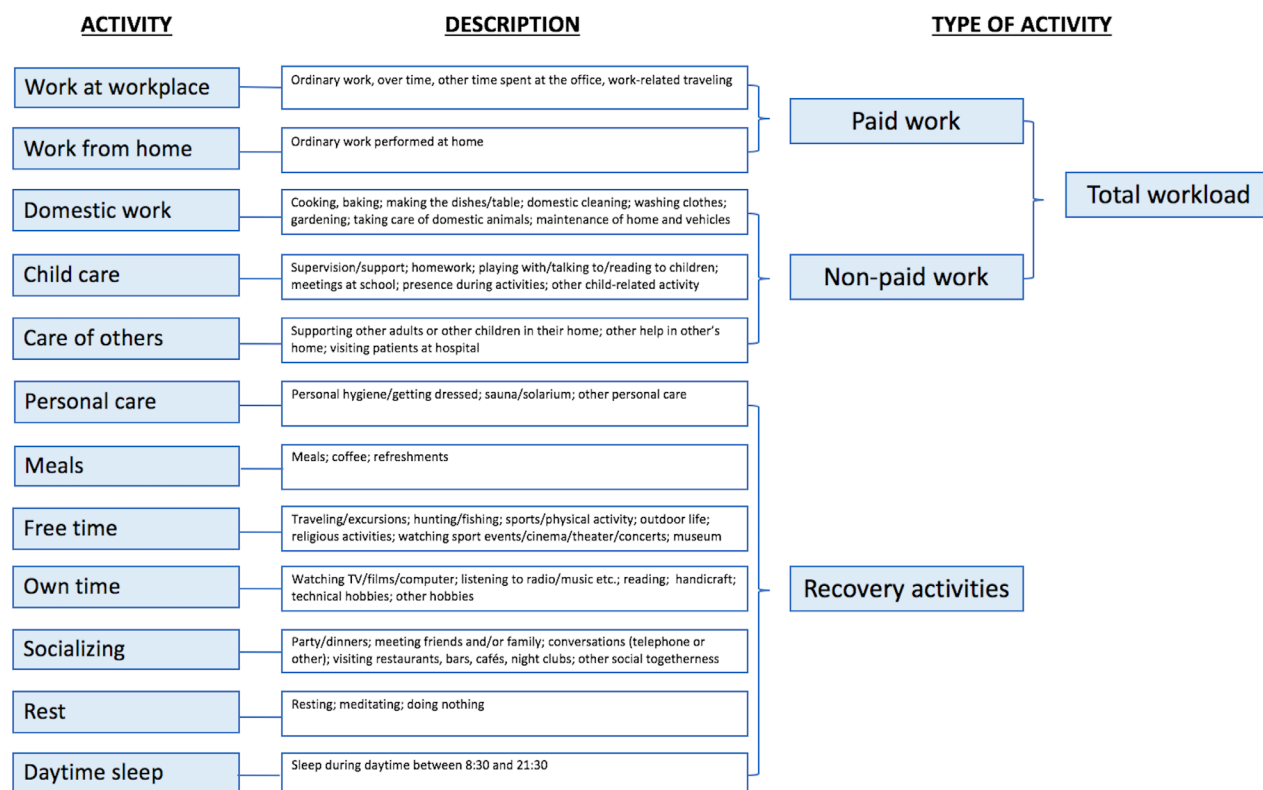 ACTIVITY
DESCRIPTION
TYPE OF ACTIVITY
Work at workplace
Ordinary work, over time, other time spent at the office, work-related traveling
Work from home
Ordinary work performed at home
Paid work
Domestic work
Cooking, baking; making the dishes/table; domestic cleaning; washing clothes;
gardening; taking care of domestic animals; maintenance of home and vehicles
Total workload
Child care
Supervision/support; homework; playing with/talking to/reading to children;
meetings at school; presence during activities; other child-related activity
Non-paid work
Care of others
Supporting other adults or other children in their home; other help in other's
home; visiting patients at hospital
Personal care
Personal hygiene/getting dressed; sauna/solarium; other personal care
Meals
Meals; coffee; refreshments
Free time
Traveling/excursions; hunting/fishing; sports/physical activity; outdoor life;
religious activities; watching sport events/cinema/theater/concerts; museum
Own time
Watching TV/films/computer; listening to radio/music etc.; reading; handicraft;
technical hobbies; other hobbies
Recovery activities
Socializing
Party/dinners; meeting friends and/or family; conversations (telephone or
other); visiting restaurants, bars, cafés, night clubs; other social togetherness
Rest
Resting; meditating; doing nothing
Daytime sleep
Sleep during daytime between 8:30 and 21:30